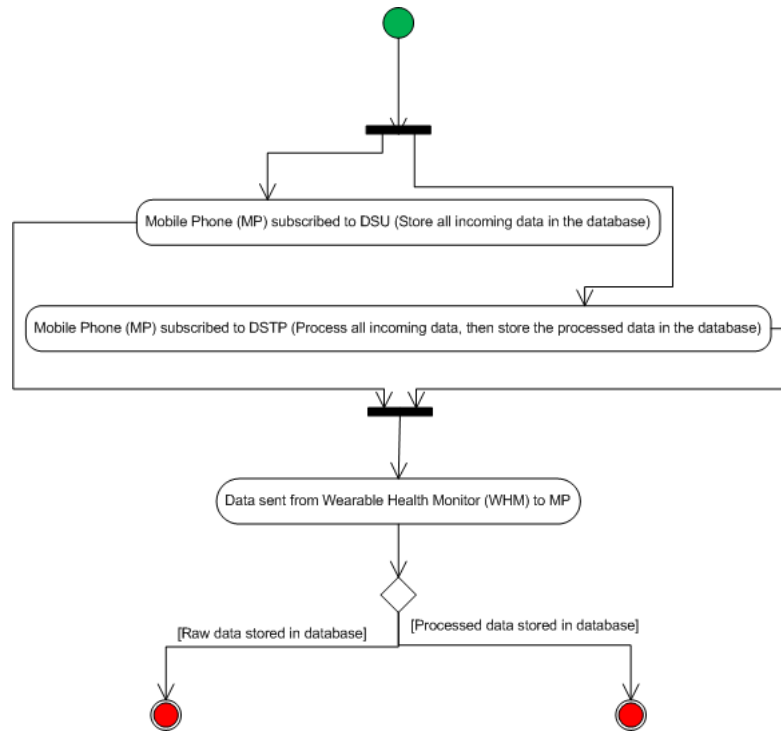 Mobile Phone (MP) subscribed to DSU (Store all incoming data in the database)
Mobile Phone (MP) subscribed to DSTP (Process all incoming data, then store the processed data in the database)
Data sent from Wearable Health Monitor (WHM) to MP
[Raw data stored in database]
[Processed data stored in database]